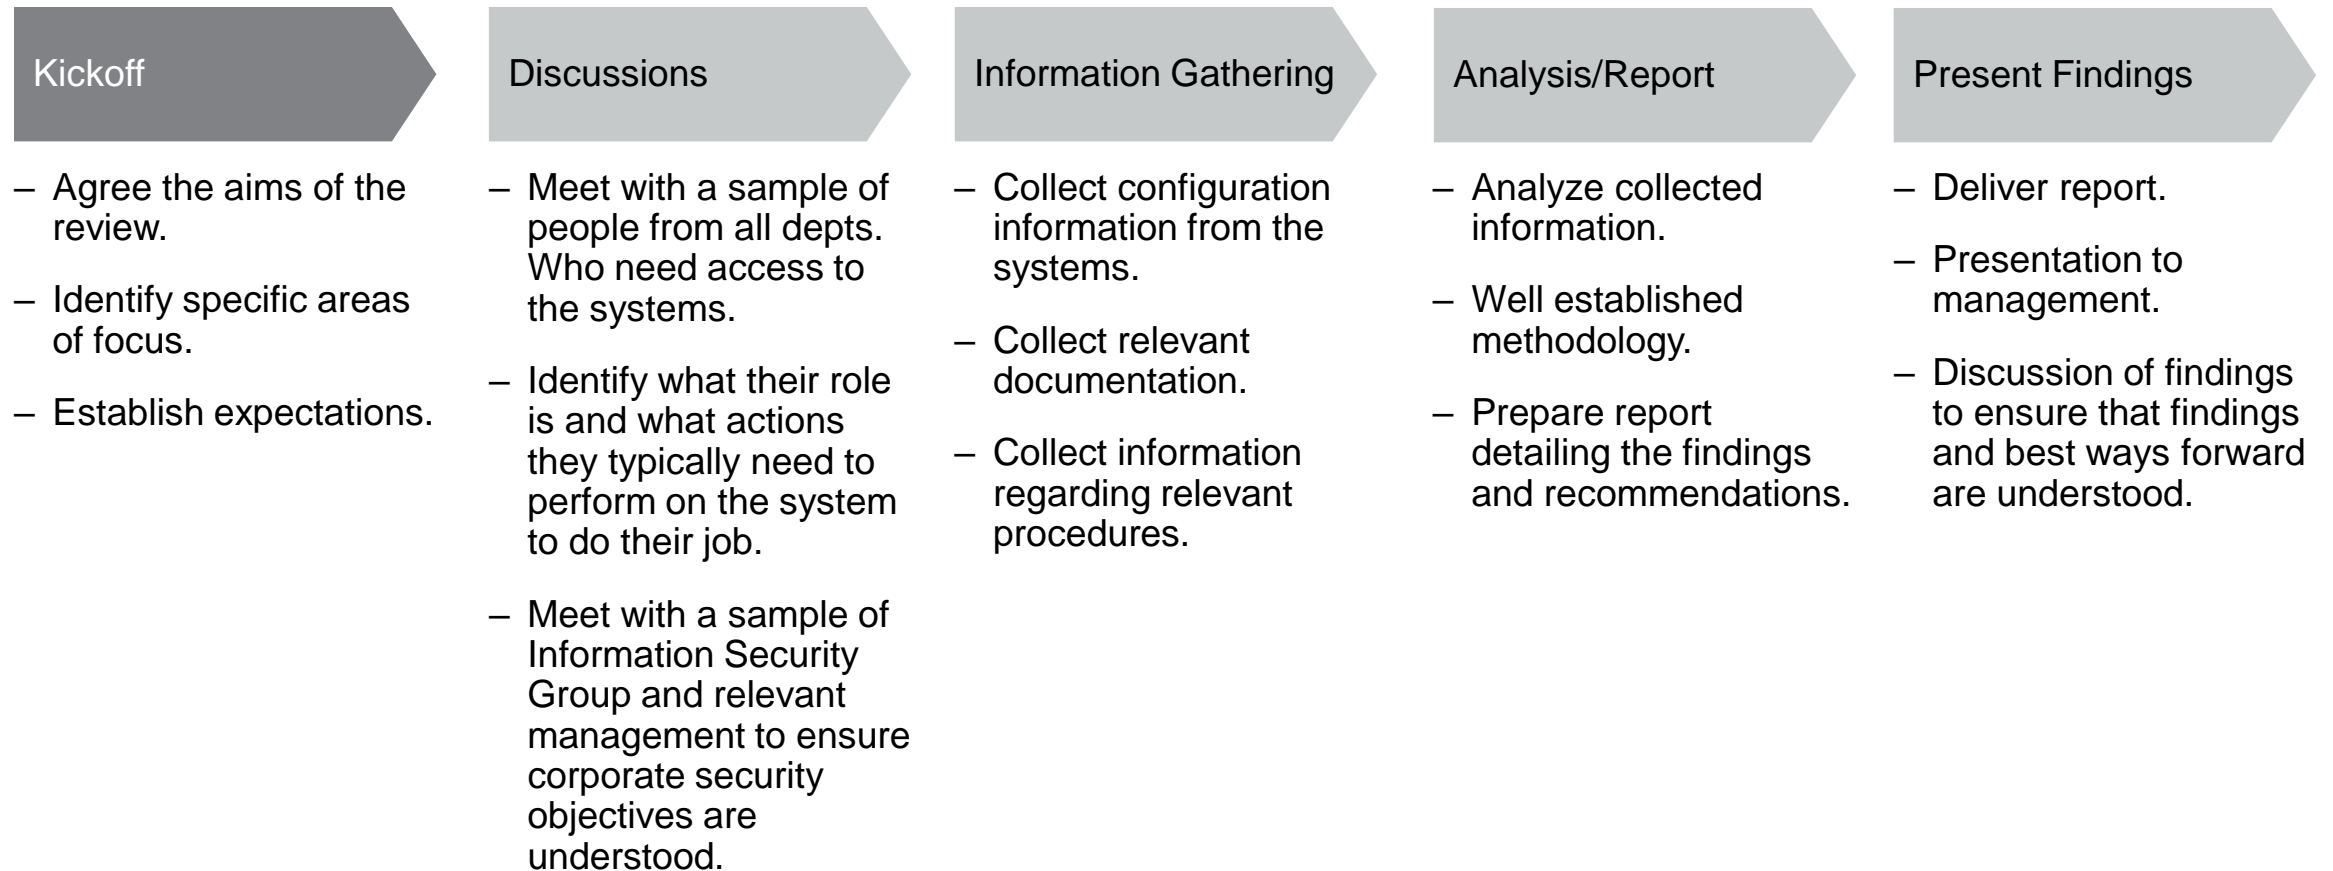 Kickoff
– Agree the aims of the
review.
– Identify specific areas
of focus.
– Establish expectations.
Discussions
– Meet with a sample of
people from all depts.
Who need access to
the systems.
– Identify what their role
is and what actions
they typically need to
perform on the system
to do their job.
– Meet with a sample of
Information Security
Group and relevant
management to ensure
corporate security
objectives are
understood.
Information Gathering
– Collect configuration
information from the
systems.
– Collect relevant
documentation.
– Collect information
regarding relevant
procedures.
Analysis/Report
– Analyze collected
information.
– Well established
methodology.
– Prepare report
detailing the findings
and recommendations.
Present Findings
– Deliver report.
– Presentation to
management.
– Discussion of findings
to ensure that findings
and best ways forward
are understood.